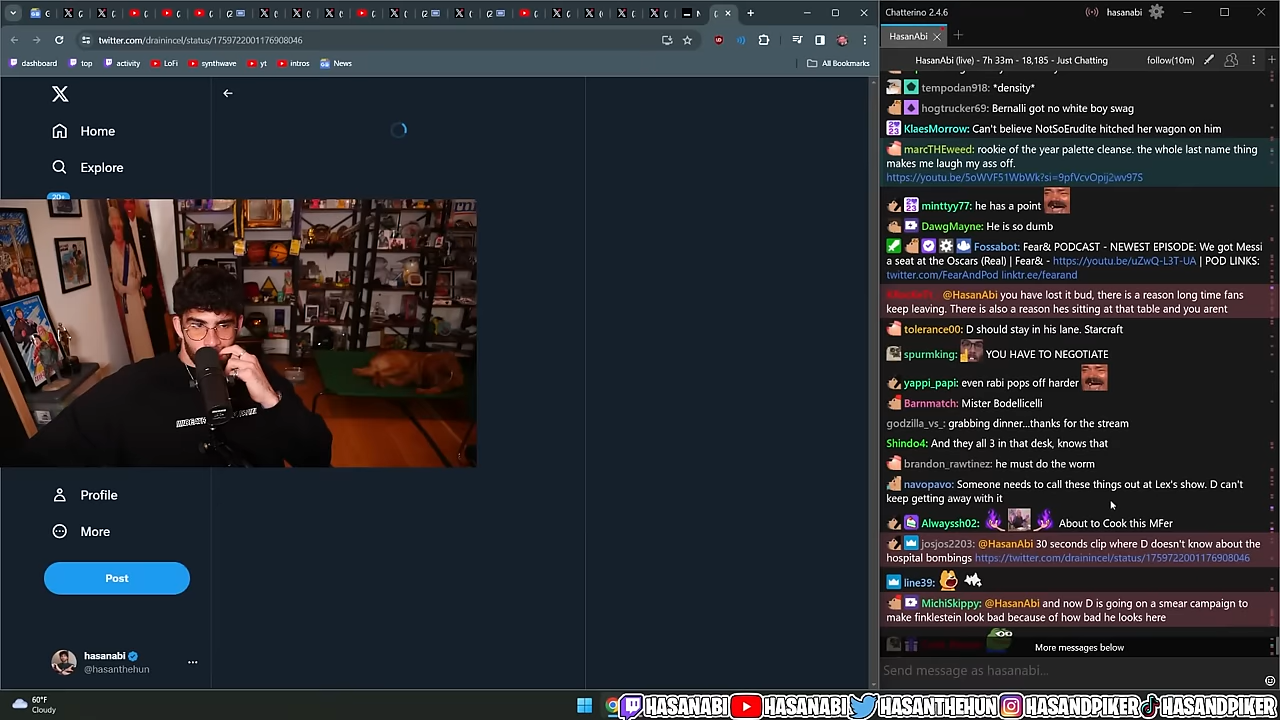 Chatterino 2.4.6
hasanabi
HasanAbi
twitter.com/drainincel/status/1759722001176908046
HasanAbi (live) - 7h 33m - 18,185 - Just Chatting
follow(10m)
dashboard
top
activity
LoFi
synthwave
yt
intros
News
All Bookmarks
Home
Explore
20+
Profile
More
Post
hasanabi
@hasanthehun
tempodan918: *density*
hogtrucker69: Bernalli got no white boy swag
KlaesMorrow: Can't believe NotSoErudite hitched her wagon on him
marcTHEweed: rookie of the year palette cleanse. the whole last name thing
makes me laugh my ass off.
https://youtu.be/5oWVF51WbWk?si=9pfVcvOpij2wv97S
minttyy77: he has a point
DawgMayne: He is so dumb
Fossabot: Fear& PODCAST - NEWEST EPISODE: We got Messi
a seat at the Oscars (Real) | Fear& - https://youtu.be/uZwQ-L3T-UA | POD LINKS:
twitter.com/FearAndPod linktr.ee/fearand
@HasanAbi you have lost it bud, there is a reason long time fans
keep leaving. There is also a reason hes sitting at that table and you arent
tolerance00: D should stay in his lane. Starcraft
spurmking: YOU HAVE TO NEGOTIATE
yappi_papi: even rabi pops off harder
Barnmatch: Mister Bodellicelli
godzilla_vs_: grabbing dinner...thanks for the stream
Shindo4: And they all 3 in that desk, knows that
brandon_rawtinez: he must do the worm
navopavo: Someone needs to call these things out at Lex's show. D can't
keep getting away with it
Alwayssh02: About to Cook this MFer
josjos2203: @HasanAbi 30 seconds clip where D doesn't know about the
hospital bombings https://twitter.com/drainincel/status/1759722001176908046
line39:
MichiSkippy: @HasanAbi and now D is going on a smear campaign to
make finklestein look bad because of how bad he looks here
More messages below
Send message as hasanabi...
60°F
Cloudy
HASANABI
HASANABI
HASANTHEHUN
HASANDPIKER
HASANDPIKER